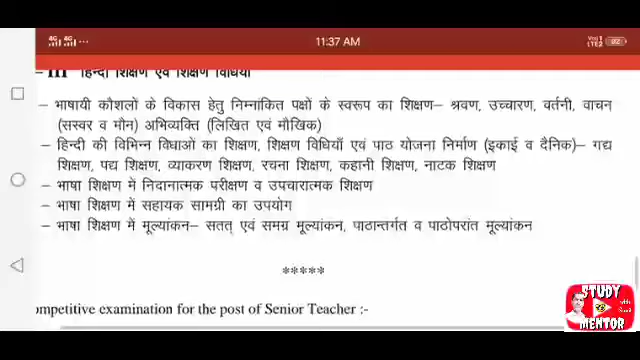 4G 4G ...
11:37 AM
92
– III हिन्दी शिक्षण एवं शिक्षण विधियाँ
– भाषायी कौशलों के विकास हेतु निम्नांकित पक्षों के स्वरूप का शिक्षण– श्रवण, उच्चारण, वर्तनी, वाचन
(सस्वर व मौन) अभिव्यक्ति (लिखित एवं मौखिक)
– हिन्दी की विभिन्न विधाओं का शिक्षण, शिक्षण विधियाँ एवं पाठ योजना निर्माण (इकाई व दैनिक)– गद्य
शिक्षण, पद्य शिक्षण, व्याकरण शिक्षण, रचना शिक्षण, कहानी शिक्षण, नाटक शिक्षण
– भाषा शिक्षण में निदानात्मक परीक्षण व उपचारात्मक शिक्षण
– भाषा शिक्षण में सहायक सामग्री का उपयोग
– भाषा शिक्षण में मूल्यांकन– सतत् एवं समग्र मूल्यांकन, पाठान्तर्गत व पाठोपरांत मूल्यांकन
*****
ompetitive examination for the post of Senior Teacher :-
STUDY
MENTOR